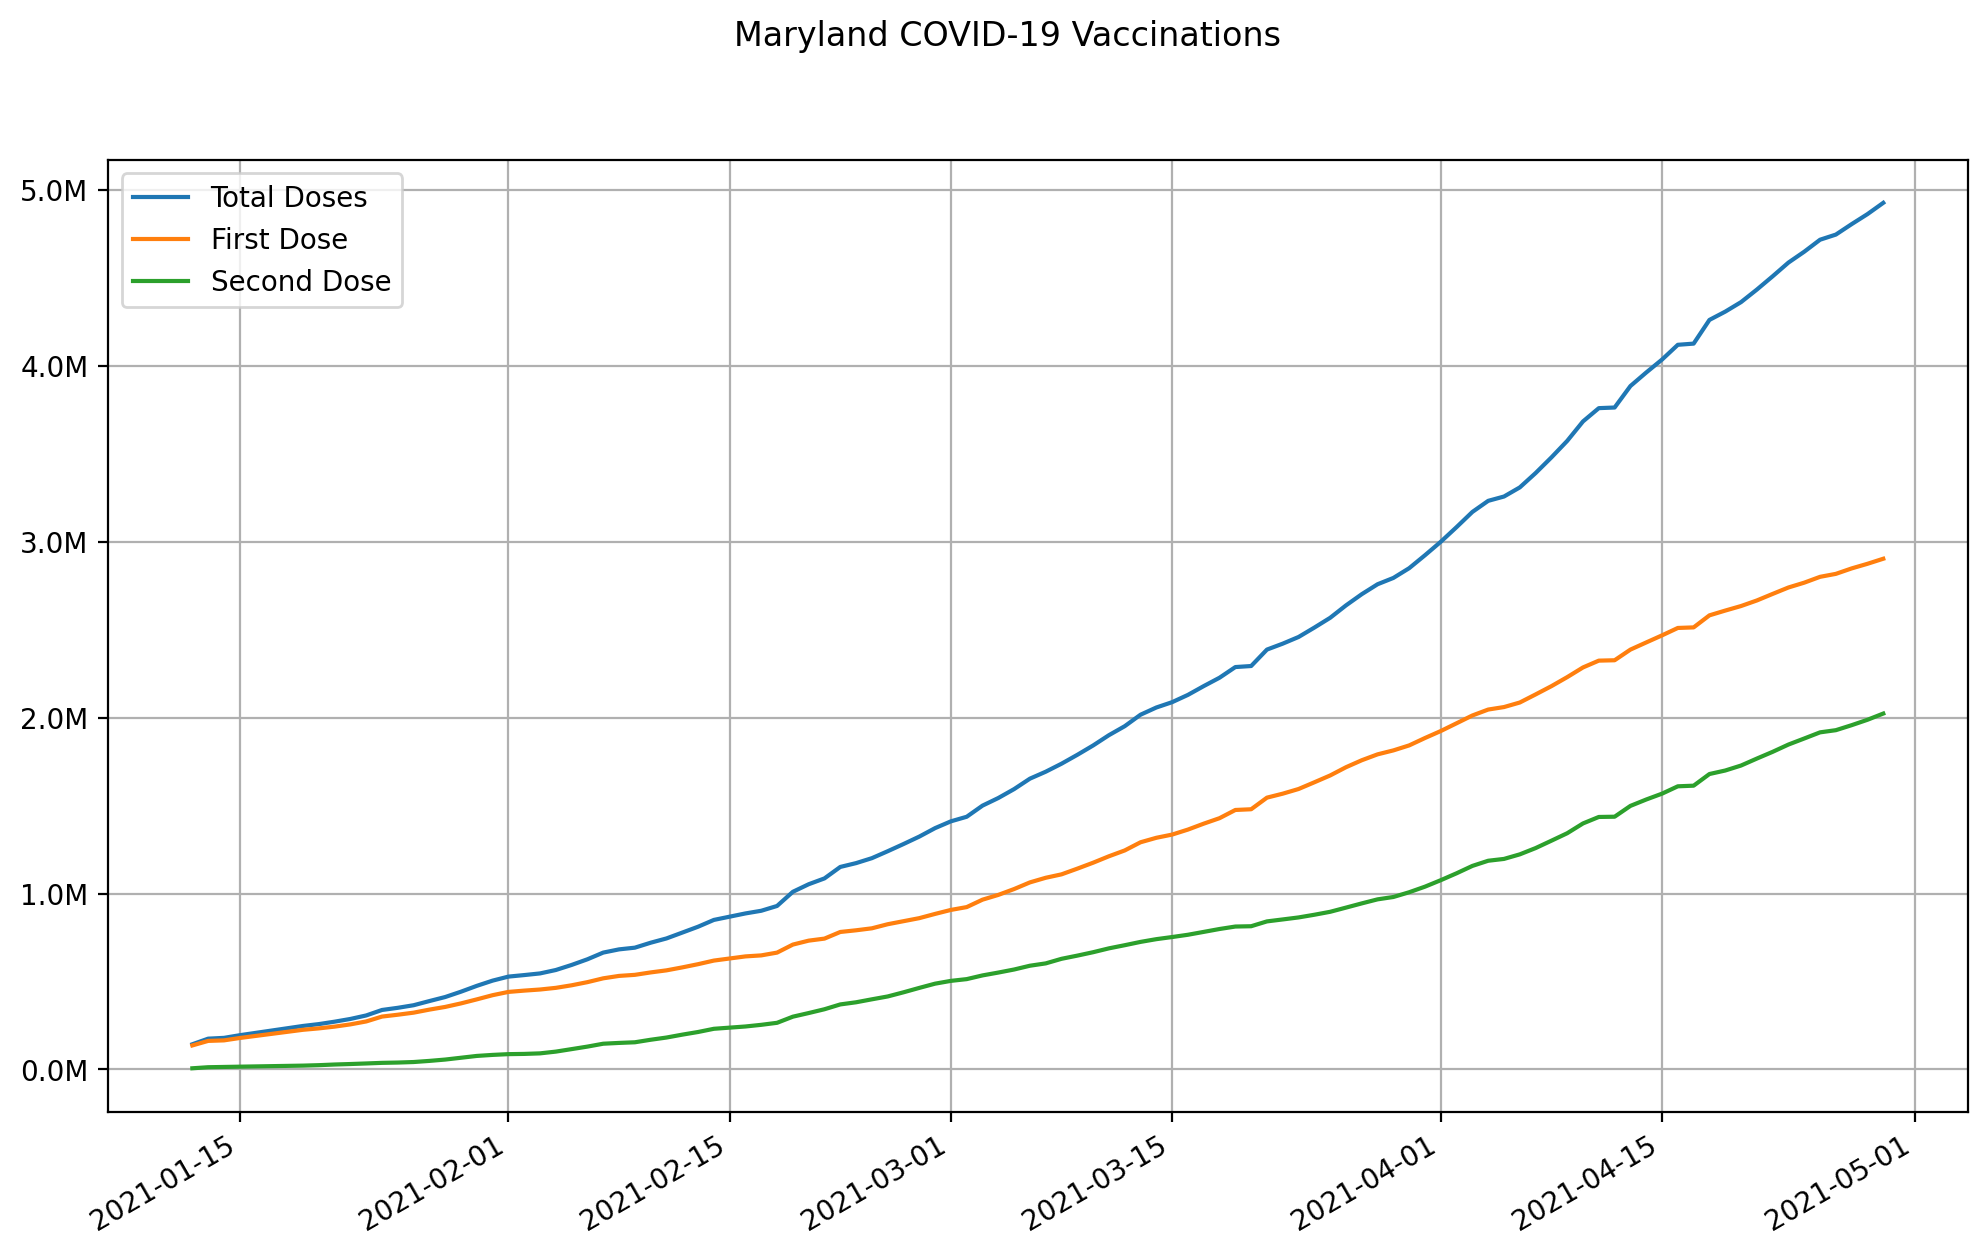 Maryland COVID-19 Vaccinations
Total Doses
First Dose
Second Dose
5.0M
4.0M
3.0M
2.0M
1.0M
0.0M
2021-01-15
2021-02-01
2021-02-15
2021-03-01
2021-03-15
2021-04-01
2021-04-15
2021-05-01